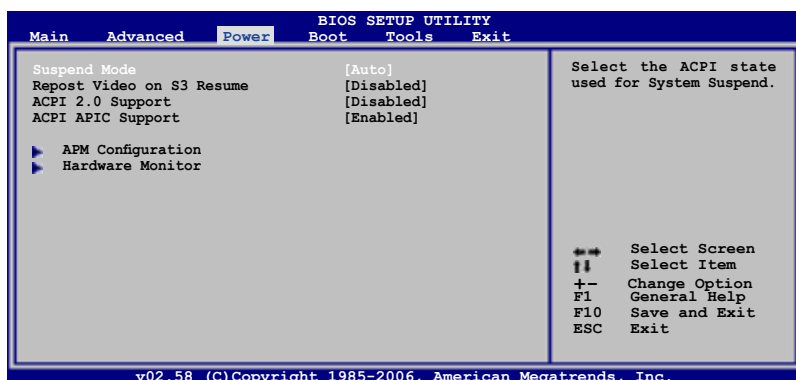 BIOS SETUP UTILITY
Main Advanced Power Boot Tools Exit
Suspend Mode [Auto]
Repost Video on S3 Resume [Disabled]
ACPI 2.0 Support [Disabled]
ACPI APIC Support [Enabled]
APM Configuration
Hardware Monitor
Select the ACPI state
used for System Suspend.
←→ Select Screen
↑↓ Select Item
+- Change Option
F1 General Help
F10 Save and Exit
ESC Exit
v02.58 (C)Copyright 1985-2006, American Megatrends, Inc.